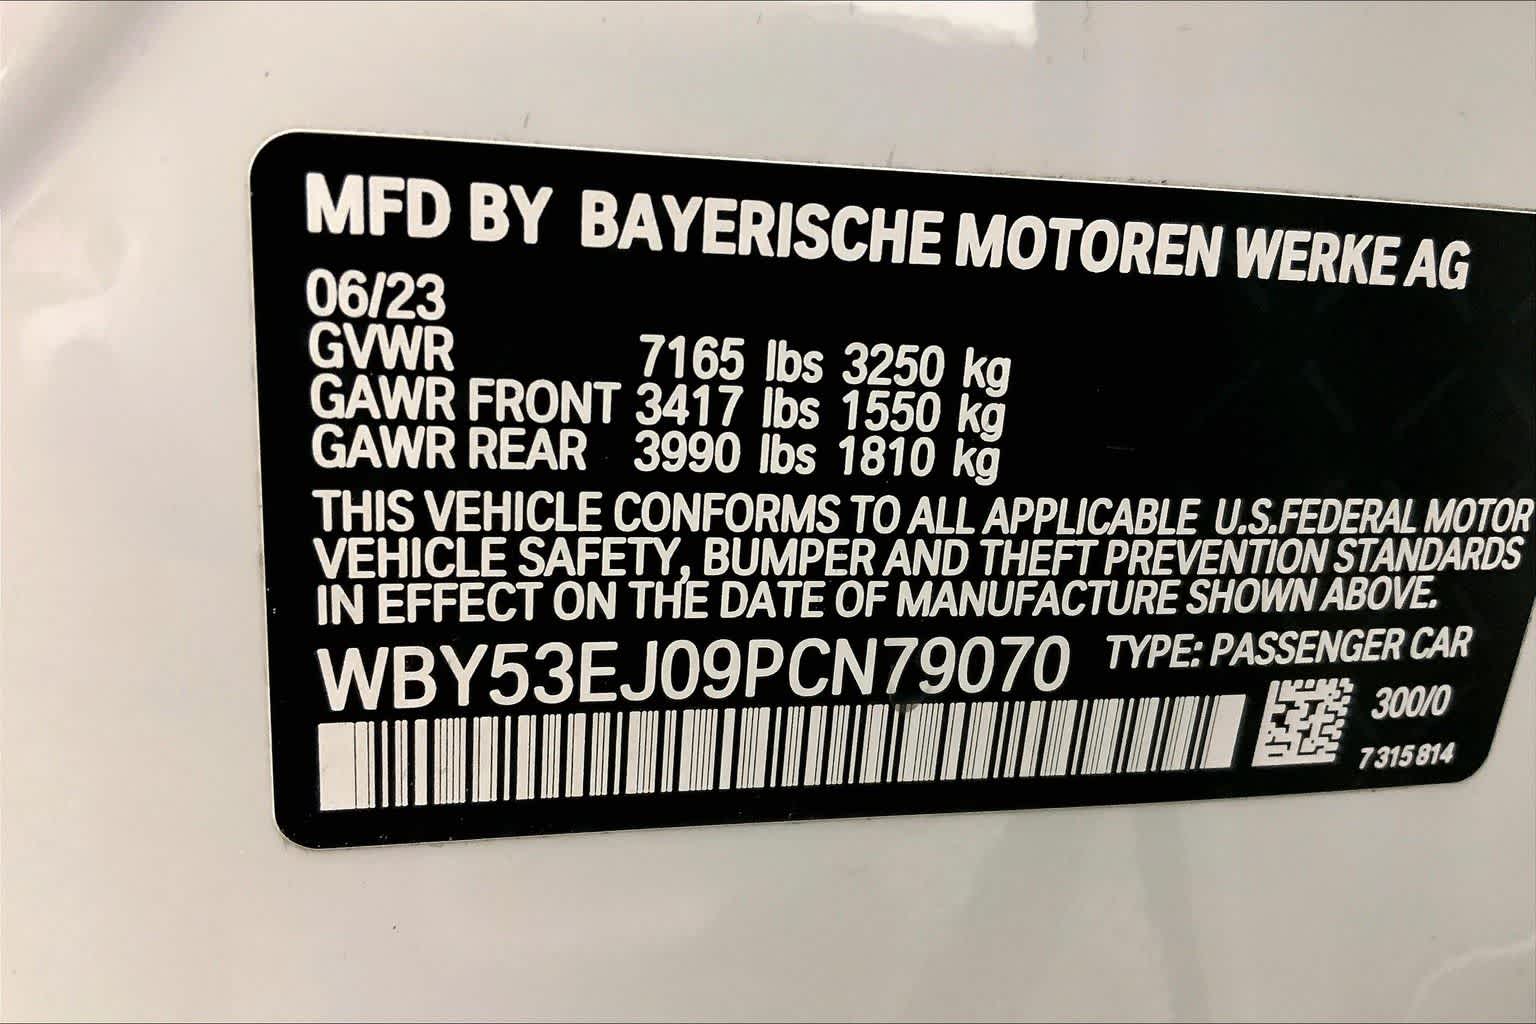 MFD BY BAYERISCHE MOTOREN WERKE AG
06/23
GVWR 7165 lbs 3250 kg
GAWR FRONT 3417 lbs 1550 kg
GAWR REAR 3990 lbs 1810 kg
THIS VEHICLE CONFORMS TO ALL APPLICABLE U.S.FEDERAL MOTOR
VEHICLE SAFETY, BUMPER AND THEFT PREVENTION STANDARDS
IN EFFECT ON THE DATE OF MANUFACTURE SHOWN ABOVE.
WBY53EJ09PCN79070 TYPE: PASSENGER CAR
300/0
7 315 814